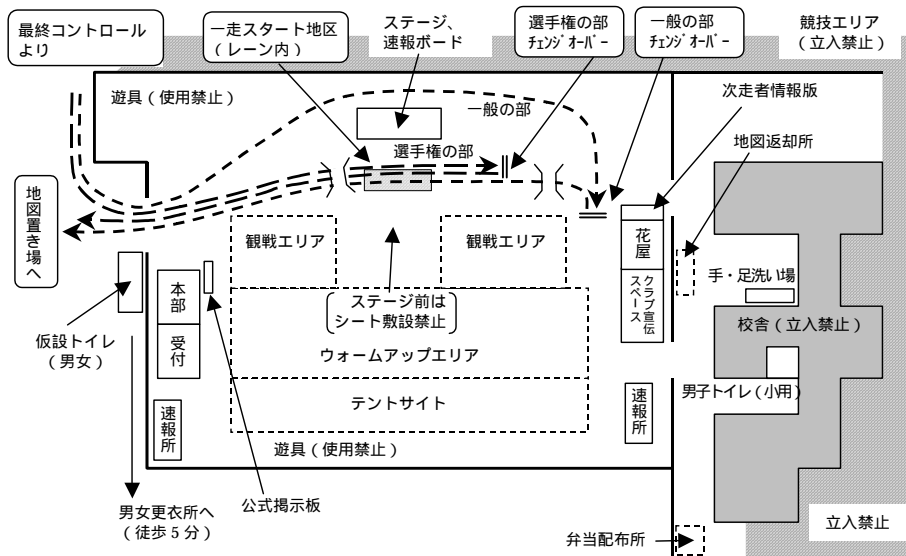 最終コントロール
より
一走スタート地区
（レーン内）
ステージ、
速報ボード
選手権の部
チェンジオーバー
一般の部
チェンジオーバー
競技エリア
（立入禁止）
遊具（使用禁止）
一般の部
次走者情報版
選手権の部
地図返却所
地図置き場へ
観戦エリア
観戦エリア
花屋
クラブ宣伝
スペース
手・足洗い場
本部
受付
ステージ前は
シート敷設禁止
校舎（立入禁止）
仮設トイレ
（男女）
ウォームアップエリア
男子トイレ（小用）
テントサイト
速報所
速報所
遊具（使用禁止）
男女更衣所へ
（徒歩５分）
公式掲示板
弁当配布所
立入禁止